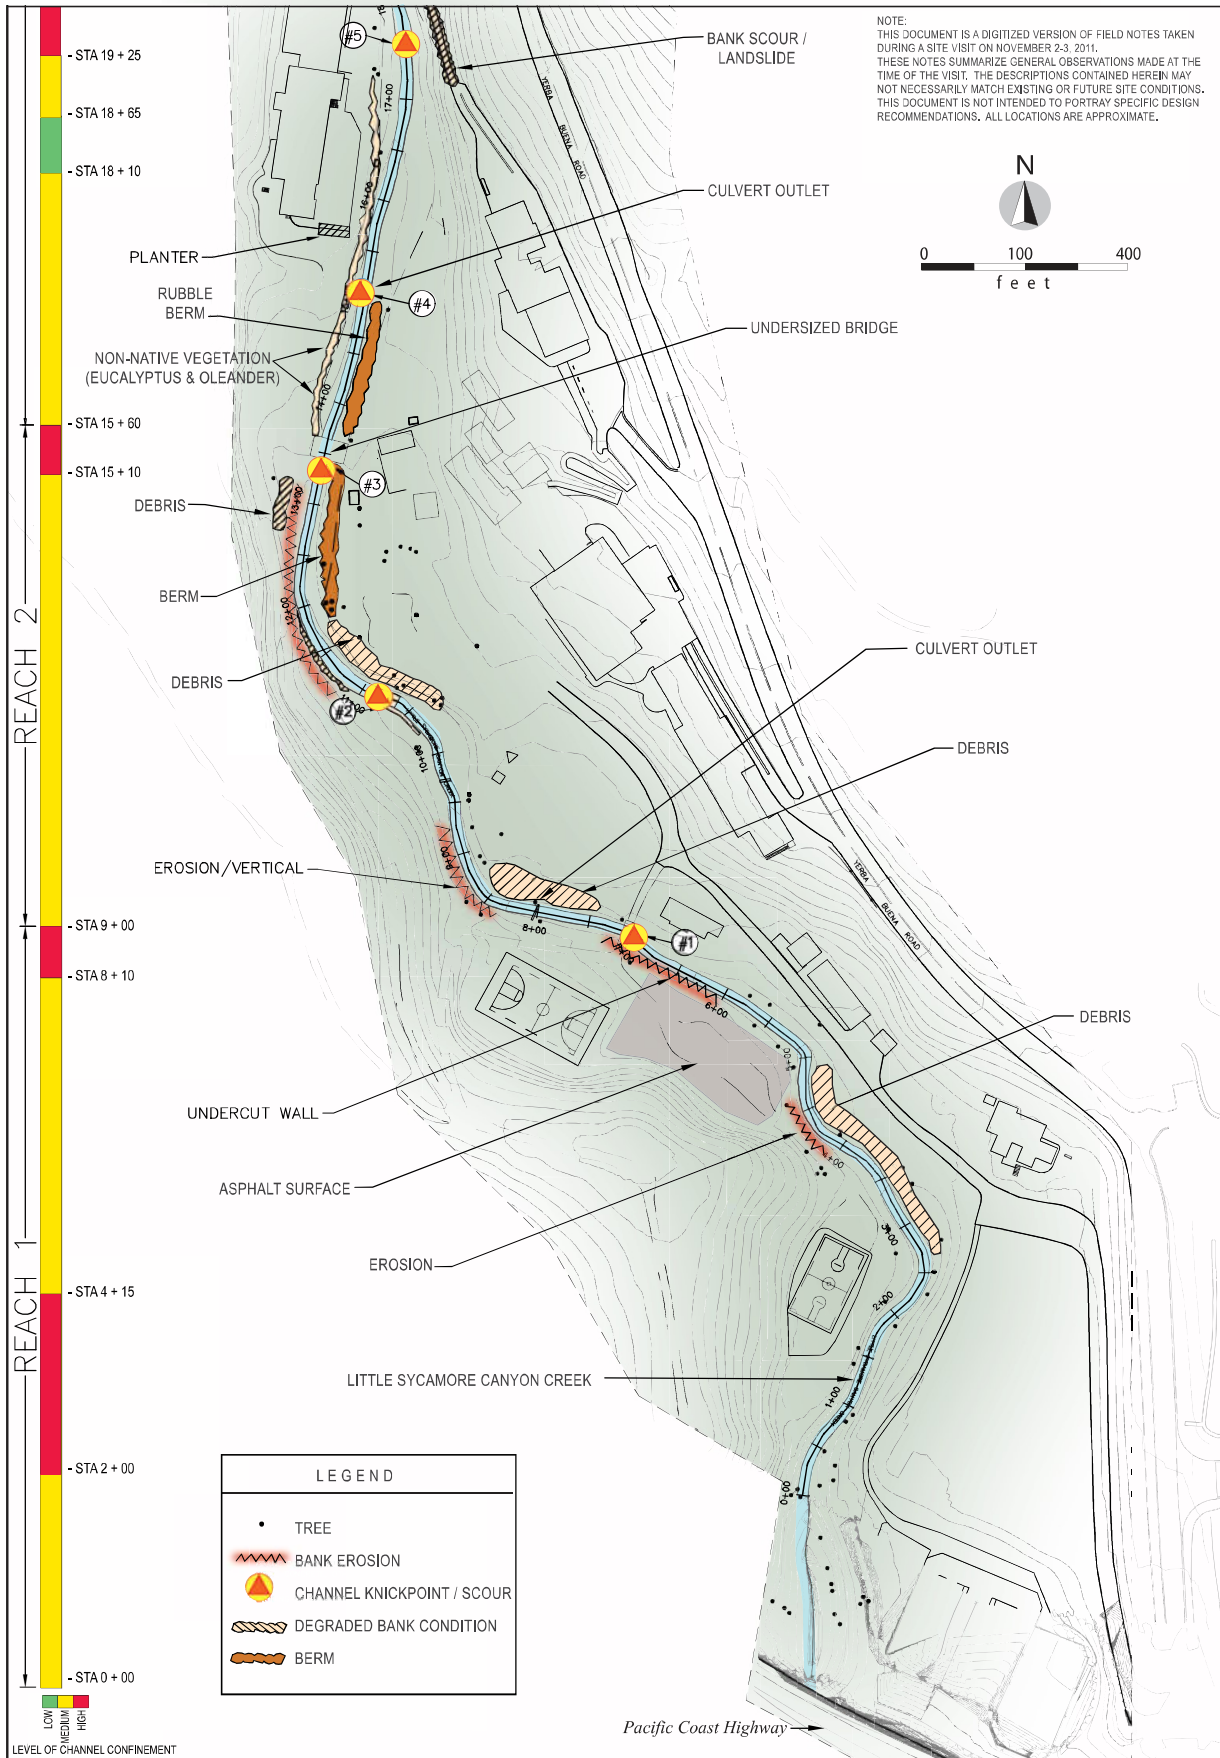 NOTE:
THIS DOCUMENT IS A DIGITIZED VERSION OF FIELD NOTES TAKEN
DURING A SITE VISIT ON NOVEMBER 2-3, 2011.
THESE NOTES SUMMARIZE GENERAL OBSERVATIONS MADE AT THE
TIME OF THE VISIT. THE DESCRIPTIONS CONTAINED HEREIN MAY
NOT NECESSARILY MATCH EXISTING OR FUTURE SITE CONDITIONS.
THIS DOCUMENT IS NOT INTENDED TO PORTRAY SPECIFIC DESIGN
RECOMMENDATIONS. ALL LOCATIONS ARE APPROXIMATE.
N
0 100 400
feet
- STA 19 + 25
- STA 18 + 65
- STA 18 + 10
- STA 15 + 60
- STA 15 + 10
- STA 9 + 00
- STA 8 + 10
- STA 4 + 15
- STA 2 + 00
- STA 0 + 00
REACH 2
REACH 1
LOW
MEDIUM
HIGH
LEVEL OF CHANNEL CONFINEMENT
#5
BANK SCOUR /
LANDSLIDE
YERBA BUENA ROAD
18
17+00
16+00
CULVERT OUTLET
PLANTER
RUBBLE
BERM
#4
UNDERSIZED BRIDGE
NON-NATIVE VEGETATION
(EUCALYPTUS & OLEANDER)
14+00
#3
DEBRIS
13+00
BERM
12+00
DEBRIS
#2
11+00
10+00
CULVERT OUTLET
DEBRIS
YERBA BUENA ROAD
EROSION/VERTICAL
9+00
8+00
#1
7+00
6+00
DEBRIS
UNDERCUT WALL
ASPHALT SURFACE
4+00
EROSION
3+00
2+00
LITTLE SYCAMORE CANYON CREEK
1+00
0+00
LEGEND
TREE
BANK EROSION
CHANNEL KNICKPOINT / SCOUR
DEGRADED BANK CONDITION
BERM
Pacific Coast Highway